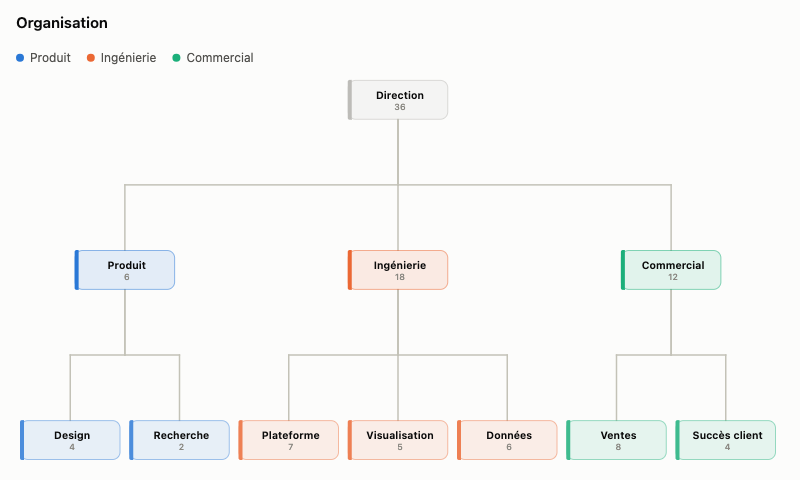 Organisation
Produit
Ingénierie
Commercial
Direction
36
Produit
6
Ingénierie
18
Commercial
12
Design
4
Recherche
2
Plateforme
7
Visualisation
5
Données
6
Ventes
8
Succès client
4